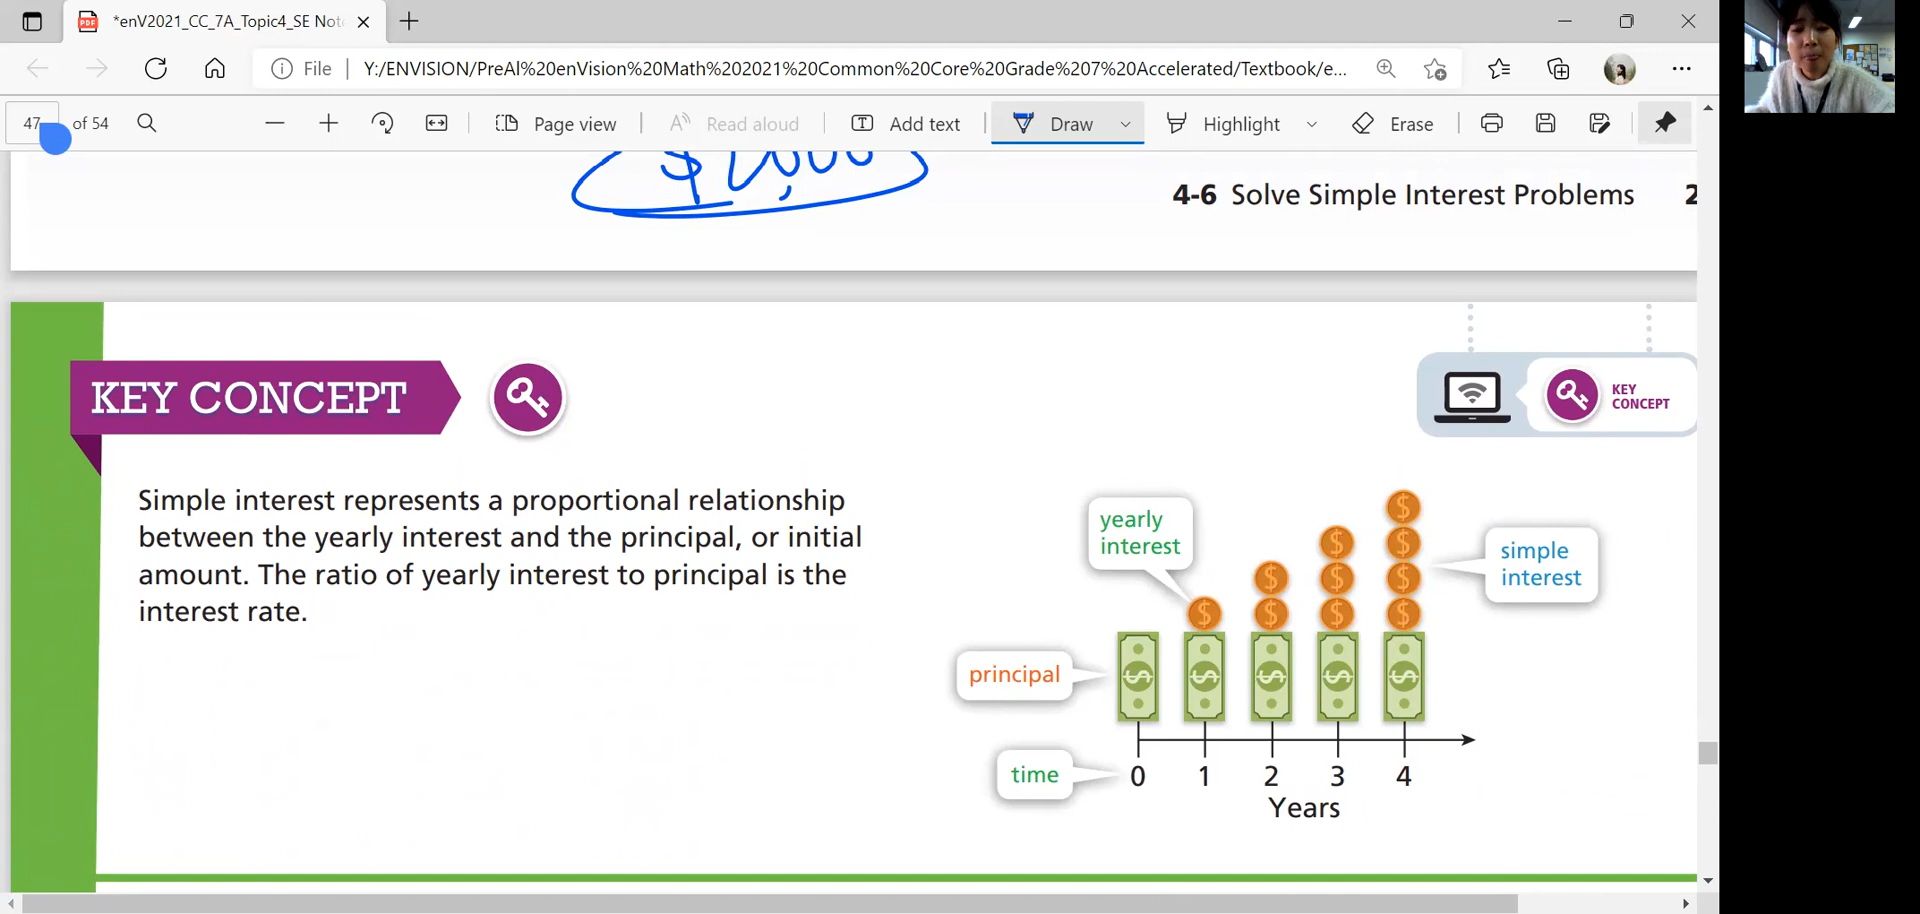 *enV2021_CC_7A_Topic4_SE Not
File
Y:/ENVISION/PreAl%20enVision%20Math%202021%20Common%20Core%20Grade%207%20Accelerated/Textbook/e...
47
of 54
Page view
Read aloud
Add text
Draw
Highlight
Erase
$1,000
4-6 Solve Simple Interest Problems 2
KEY CONCEPT
KEY
CONCEPT
Simple interest represents a proportional relationship
between the yearly interest and the principal, or initial
amount. The ratio of yearly interest to principal is the
interest rate.
yearly
interest
simple
interest
principal
time
0 1 2 3 4
Years